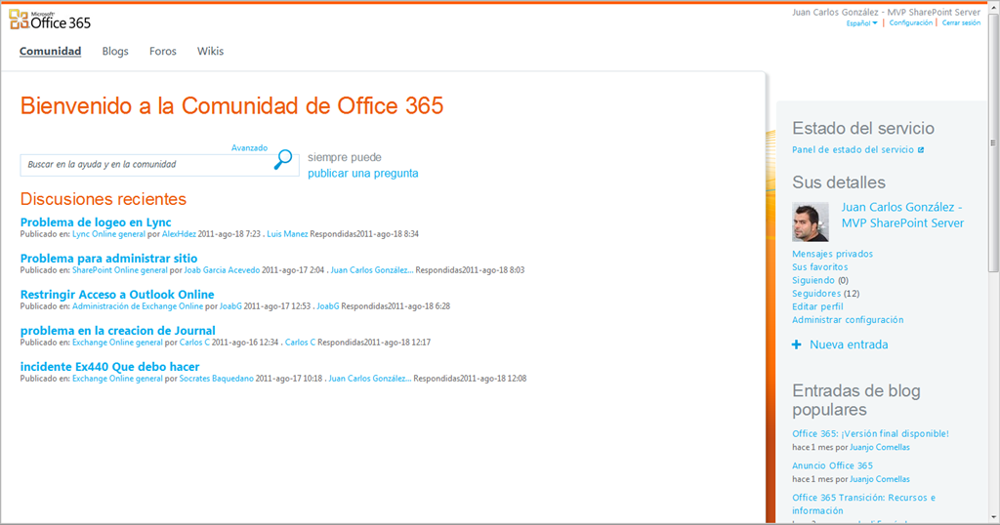 Microsoft
Office 365
Juan Carlos González - MVP SharePoint Server
Español | Configuración | Cerrar sesión
Comunidad Blogs Foros Wikis
Bienvenido a la Comunidad de Office 365
Avanzado
Buscar en la ayuda y en la comunidad
siempre puede
publicar una pregunta
Discusiones recientes
Problema de logeo en Lync
Publicado en: Lync Online general por AlexHdez 2011-ago-18 7:23 . Luis Manez Respondidas2011-ago-18 8:34
Problema para administrar sitio
Publicado en: SharePoint Online general por Joab Garcia Acevedo 2011-ago-17 2:04 . Juan Carlos González... Respondidas2011-ago-18 8:03
Restringir Acceso a Outlook Online
Publicado en: Administración de Exchange Online por JoabG 2011-ago-17 12:53 . JoabG Respondidas2011-ago-18 6:28
problema en la creacion de Journal
Publicado en: Exchange Online general por Carlos C 2011-ago-16 12:34 . Carlos C Respondidas2011-ago-18 12:17
incidente Ex440 Que debo hacer
Publicado en: Exchange Online general por Socrates Baquedano 2011-ago-17 10:18 . Juan Carlos González... Respondidas2011-ago-18 12:08
Estado del servicio
Panel de estado del servicio
Sus detalles
Juan Carlos González -
MVP SharePoint Server
Mensajes privados
Sus favoritos
Siguiendo (0)
Seguidores (12)
Editar perfil
Administrar configuración
+ Nueva entrada
Entradas de blog
populares
Office 365: ¡Versión final disponible!
hace 1 mes por Juanjo Comellas
Anuncio Office 365
hace 1 mes por Juanjo Comellas
Office 365 Transición: Recursos e
información